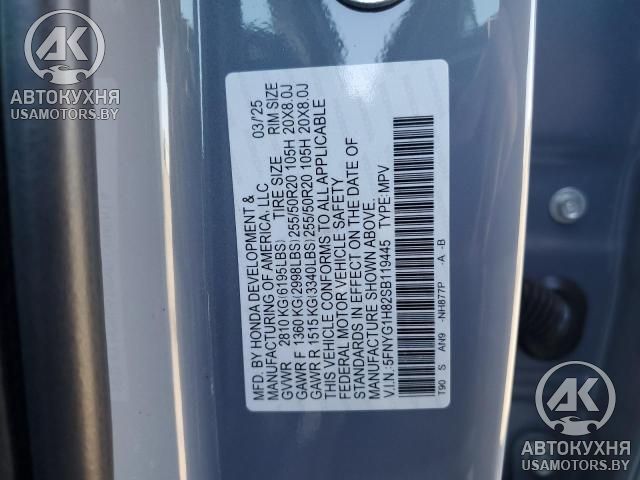 АК
АВТОКУХНЯ
USAMOTORS.BY
MFD. BY HONDA DEVELOPMENT & 03/'25
MANUFACTURING OF AMERICA, LLC
GVWR 2810 KG(6195LBS) TIRE SIZE RIM SIZE
GAWR F 1360 KG(2998LBS)255/50R20 105H 20X8.0J
GAWR R 1515 KG(3340LBS)255/50R20 105H 20X8.0J
THIS VEHICLE CONFORMS TO ALL APPLICABLE
FEDERAL MOTOR VEHICLE SAFETY
STANDARDS IN EFFECT ON THE DATE OF
MANUFACTURE SHOWN ABOVE.
V.I.N.:5FNYG1H82SB119445 TYPE:MPV
T90 S AN9 -NH877P -A -B
АК
АВТОКУХНЯ
USAMOTORS.BY